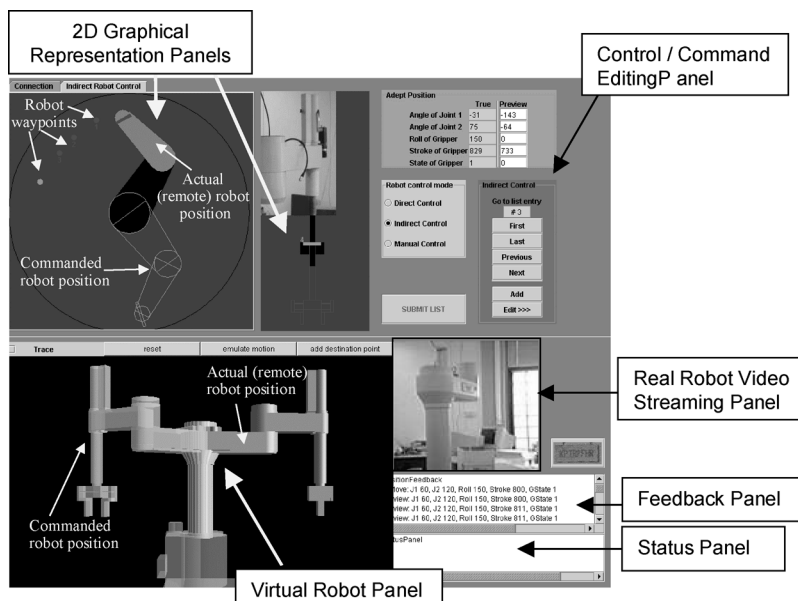 2D Graphical
Representation Panels
Control / Command
EditingP anel
Connection
Indirect Robot Control
Robot
waypoints
Actual
(remote) robot
position
Commanded
robot position
Adept Position
True Preview
Angle of Joint 1 -31 -143
Angle of Joint 2 75 -64
Roll of Gripper 150 0
Stroke of Gripper 829 733
State of Gripper 1 0
Robot control mode
Direct Control
Indirect Control
Manual Control
SUBMIT LIST
Indirect Control
Go to list entry
# 3
First
Last
Previous
Next
Add
Edit >>>
Trace
reset
emulate motion
add destination point
Actual (remote)
robot position
Commanded
robot position
Real Robot Video
Streaming Panel
sitionFeedback
Move: J1 60, J2 120, Roll 150, Stroke 800, GState 1
view: J1 60, J2 120, Roll 150, Stroke 800, GState 1
view: J1 60, J2 120, Roll 150, Stroke 811, GState 1
view: J1 60, J2 120, Roll 150, Stroke 811, GState 1
Feedback Panel
tusPanel
Status Panel
Virtual Robot Panel